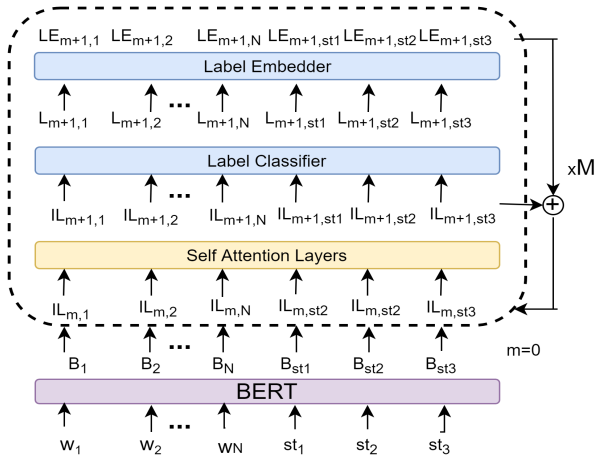 LEm+1,1 LEm+1,2 LEm+1,N LEm+1,st1 LEm+1,st2 LEm+1,st3
Label Embedder
...
Lm+1,1 Lm+1,2 Lm+1,N Lm+1,st1 Lm+1,st2 Lm+1,st3
Label Classifier
xM
...
ILm+1,1 ILm+1,2 ILm+1,N ILm+1,st1 ILm+1,st2 ILm+1,st3
+
Self Attention Layers
ILm,1 ILm,2 ILm,N ILm,st2 ILm,st2 ILm,st3
...
m=0
B1 B2 BN Bst1 Bst2 Bst3
BERT
...
w1 w2 wN st1 st2 st3